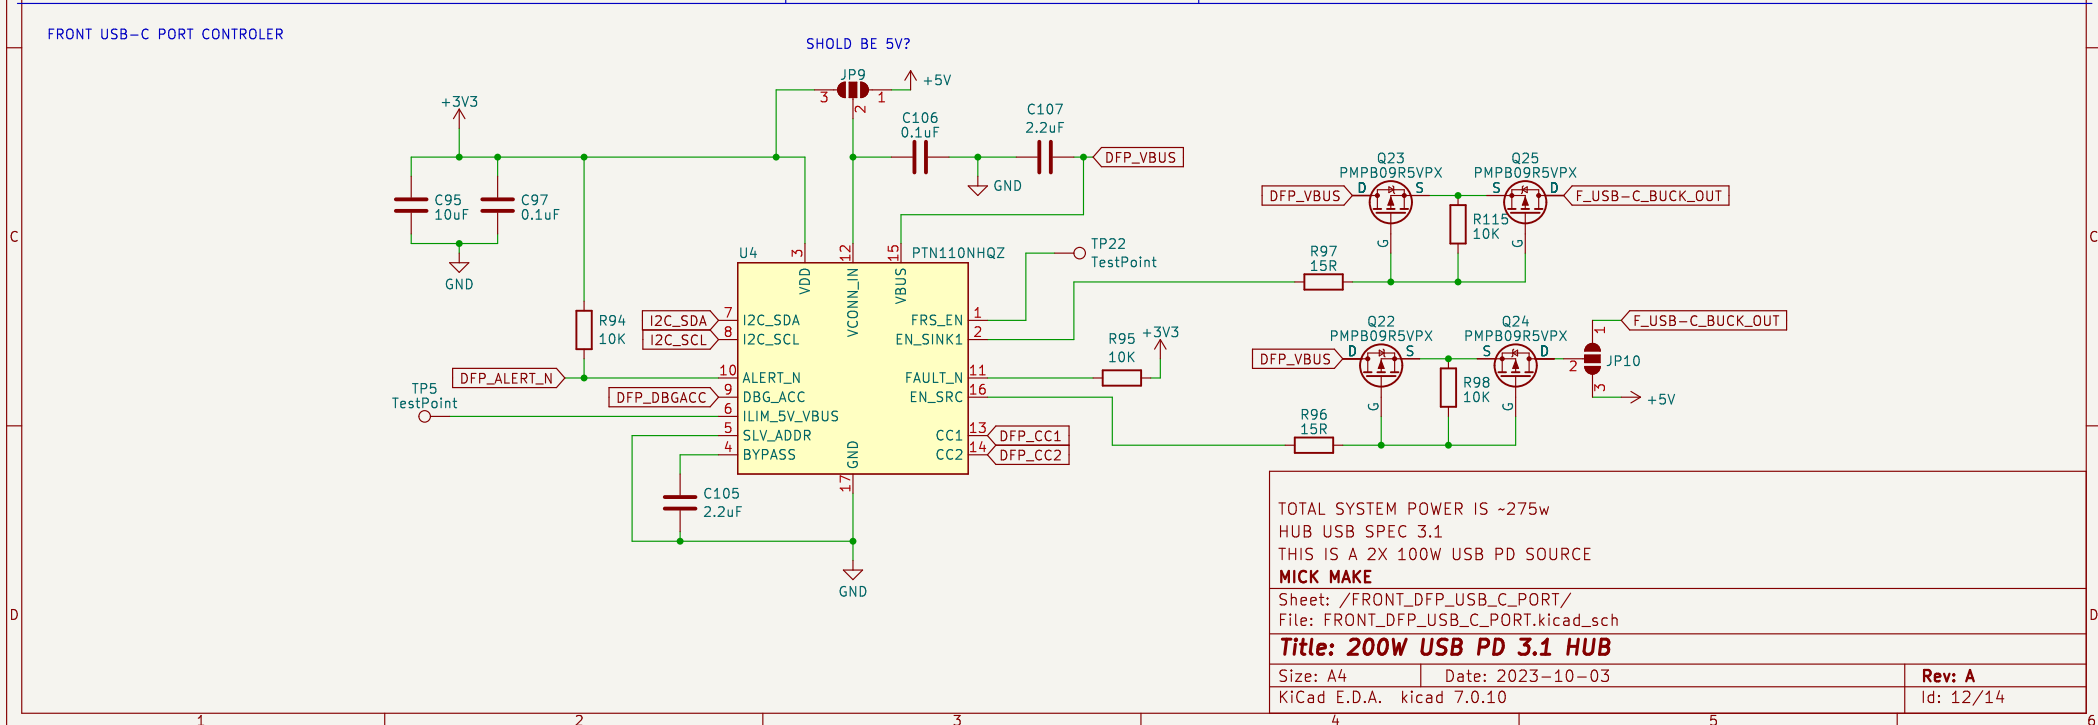 FRONT USB-C PORT CONTROLER
SHOLD BE 5V?
JP9
3
1
2
+5V
+3V3
C106
0.1uF
C107
2.2uF
DFP_VBUS
GND
C95
10uF
C97
0.1uF
GND
U4
PTN110NHQZ
3
12
15
VDD
VCONN_IN
VBUS
TP22
TestPoint
R94
10K
I2C_SDA
7
I2C_SDA
I2C_SCL
8
I2C_SCL
FRS_EN
1
EN_SINK1
2
DFP_ALERT_N
10
ALERT_N
FAULT_N
11
DFP_DBGACC
9
DBG_ACC
EN_SRC
16
TP5
TestPoint
6
ILIM_5V_VBUS
5
SLV_ADDR
4
BYPASS
CC1
13
DFP_CC1
CC2
14
DFP_CC2
GND
17
C105
2.2uF
GND
R95
10K
+3V3
Q23
PMPB09R5VPX
Q25
PMPB09R5VPX
DFP_VBUS
D
S
S
D
F_USB-C_BUCK_OUT
R115
10K
G
G
R97
15R
Q22
PMPB09R5VPX
Q24
PMPB09R5VPX
F_USB-C_BUCK_OUT
DFP_VBUS
D
S
S
D
1
2
3
JP10
+5V
R98
10K
G
G
R96
15R
TOTAL SYSTEM POWER IS ~275w
HUB USB SPEC 3.1
THIS IS A 2X 100W USB PD SOURCE
MICK MAKE
Sheet: /FRONT_DFP_USB_C_PORT/
File: FRONT_DFP_USB_C_PORT.kicad_sch
Title: 200W USB PD 3.1 HUB
Size: A4
Date: 2023-10-03
Rev: A
KiCad E.D.A. kicad 7.0.10
Id: 12/14
C
C
D
D
1
2
3
4
5
6